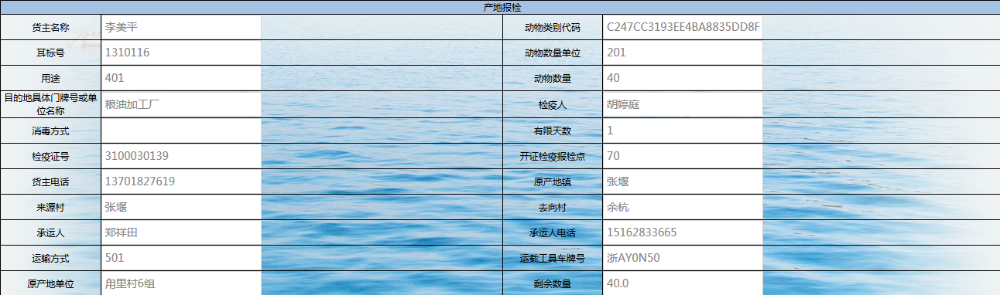 产地报检
货主名称 李美平 动物类别代码 C247CC3193EE4BA8835DD8F
耳标号 1310116 动物数量单位 201
用途 401 动物数量 40
目的地具体门牌号或单
位名称 粮油加工厂 检疫人 胡婷庭
消毒方式 有限天数 1
检疫证号 3100030139 开证检疫报检点 70
货主电话 13701827619 原产地镇 张堰
来源村 张堰 去向村 余杭
承运人 郑祥田 承运人电话 15162833665
运输方式 501 运载工具车牌号 浙AY0N50
原产地单位 甪里村6组 剩余数量 40.0